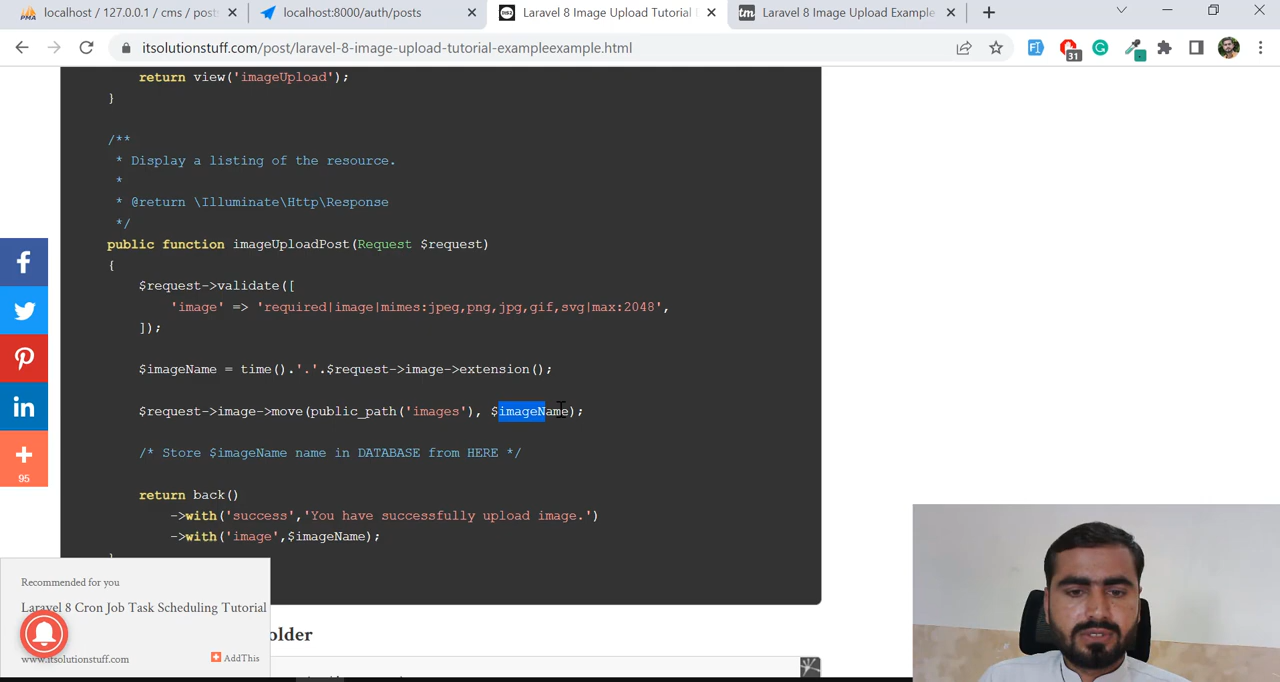 localhost / 127.0.0.1 / cms / post
localhost:8000/auth/posts
Laravel 8 Image Upload Tutorial
Laravel 8 Image Upload Example
itsolutionstuff.com/post/laravel-8-image-upload-tutorial-exampleexample.html
31
return view('imageUpload');
}
/**
* Display a listing of the resource.
*
* @return \Illuminate\Http\Response
*/
public function imageUploadPost(Request $request)
{
$request->validate([
'image' => 'required|image|mimes:jpeg,png,jpg,gif,svg|max:2048',
]);
$imageName = time().'.'.$request->image->extension();
$request->image->move(public_path('images'), $imageName);
/* Store $imageName name in DATABASE from HERE */
return back()
->with('success','You have successfully upload image.')
->with('image',$imageName);
}
95
Recommended for you
Laravel 8 Cron Job Task Scheduling Tutorial
www.itsolutionstuff.com
AddThis
older